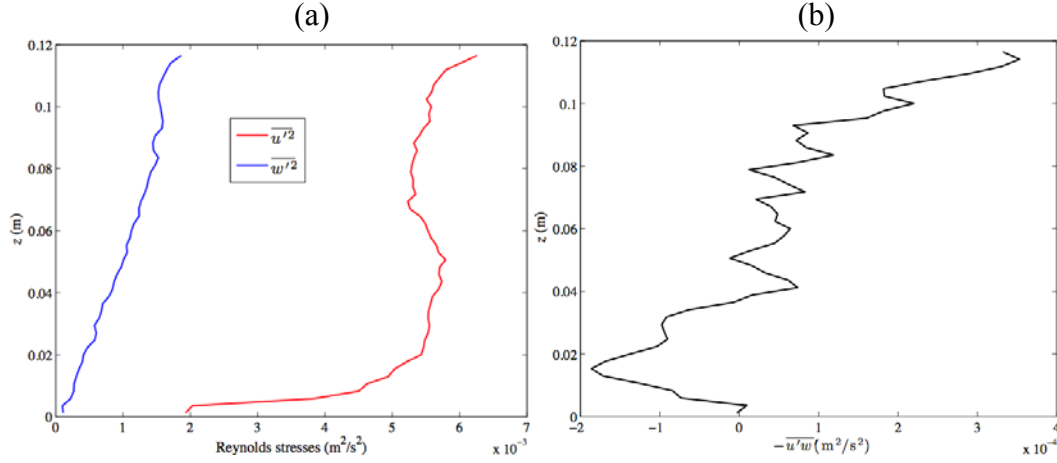 (a)
(b)
0.12
0.1
0.08
0.06
0.04
0.02
0
z (m)
u′²
w′²
0 1 2 3 4 5 6 7
Reynolds stresses (m²/s²)
x 10⁻³
0.12
0.1
0.08
0.06
0.04
0.02
0
z (m)
-2 -1 0 1 2 3 4
-u′w′(m²/s²)
x 10⁻⁴